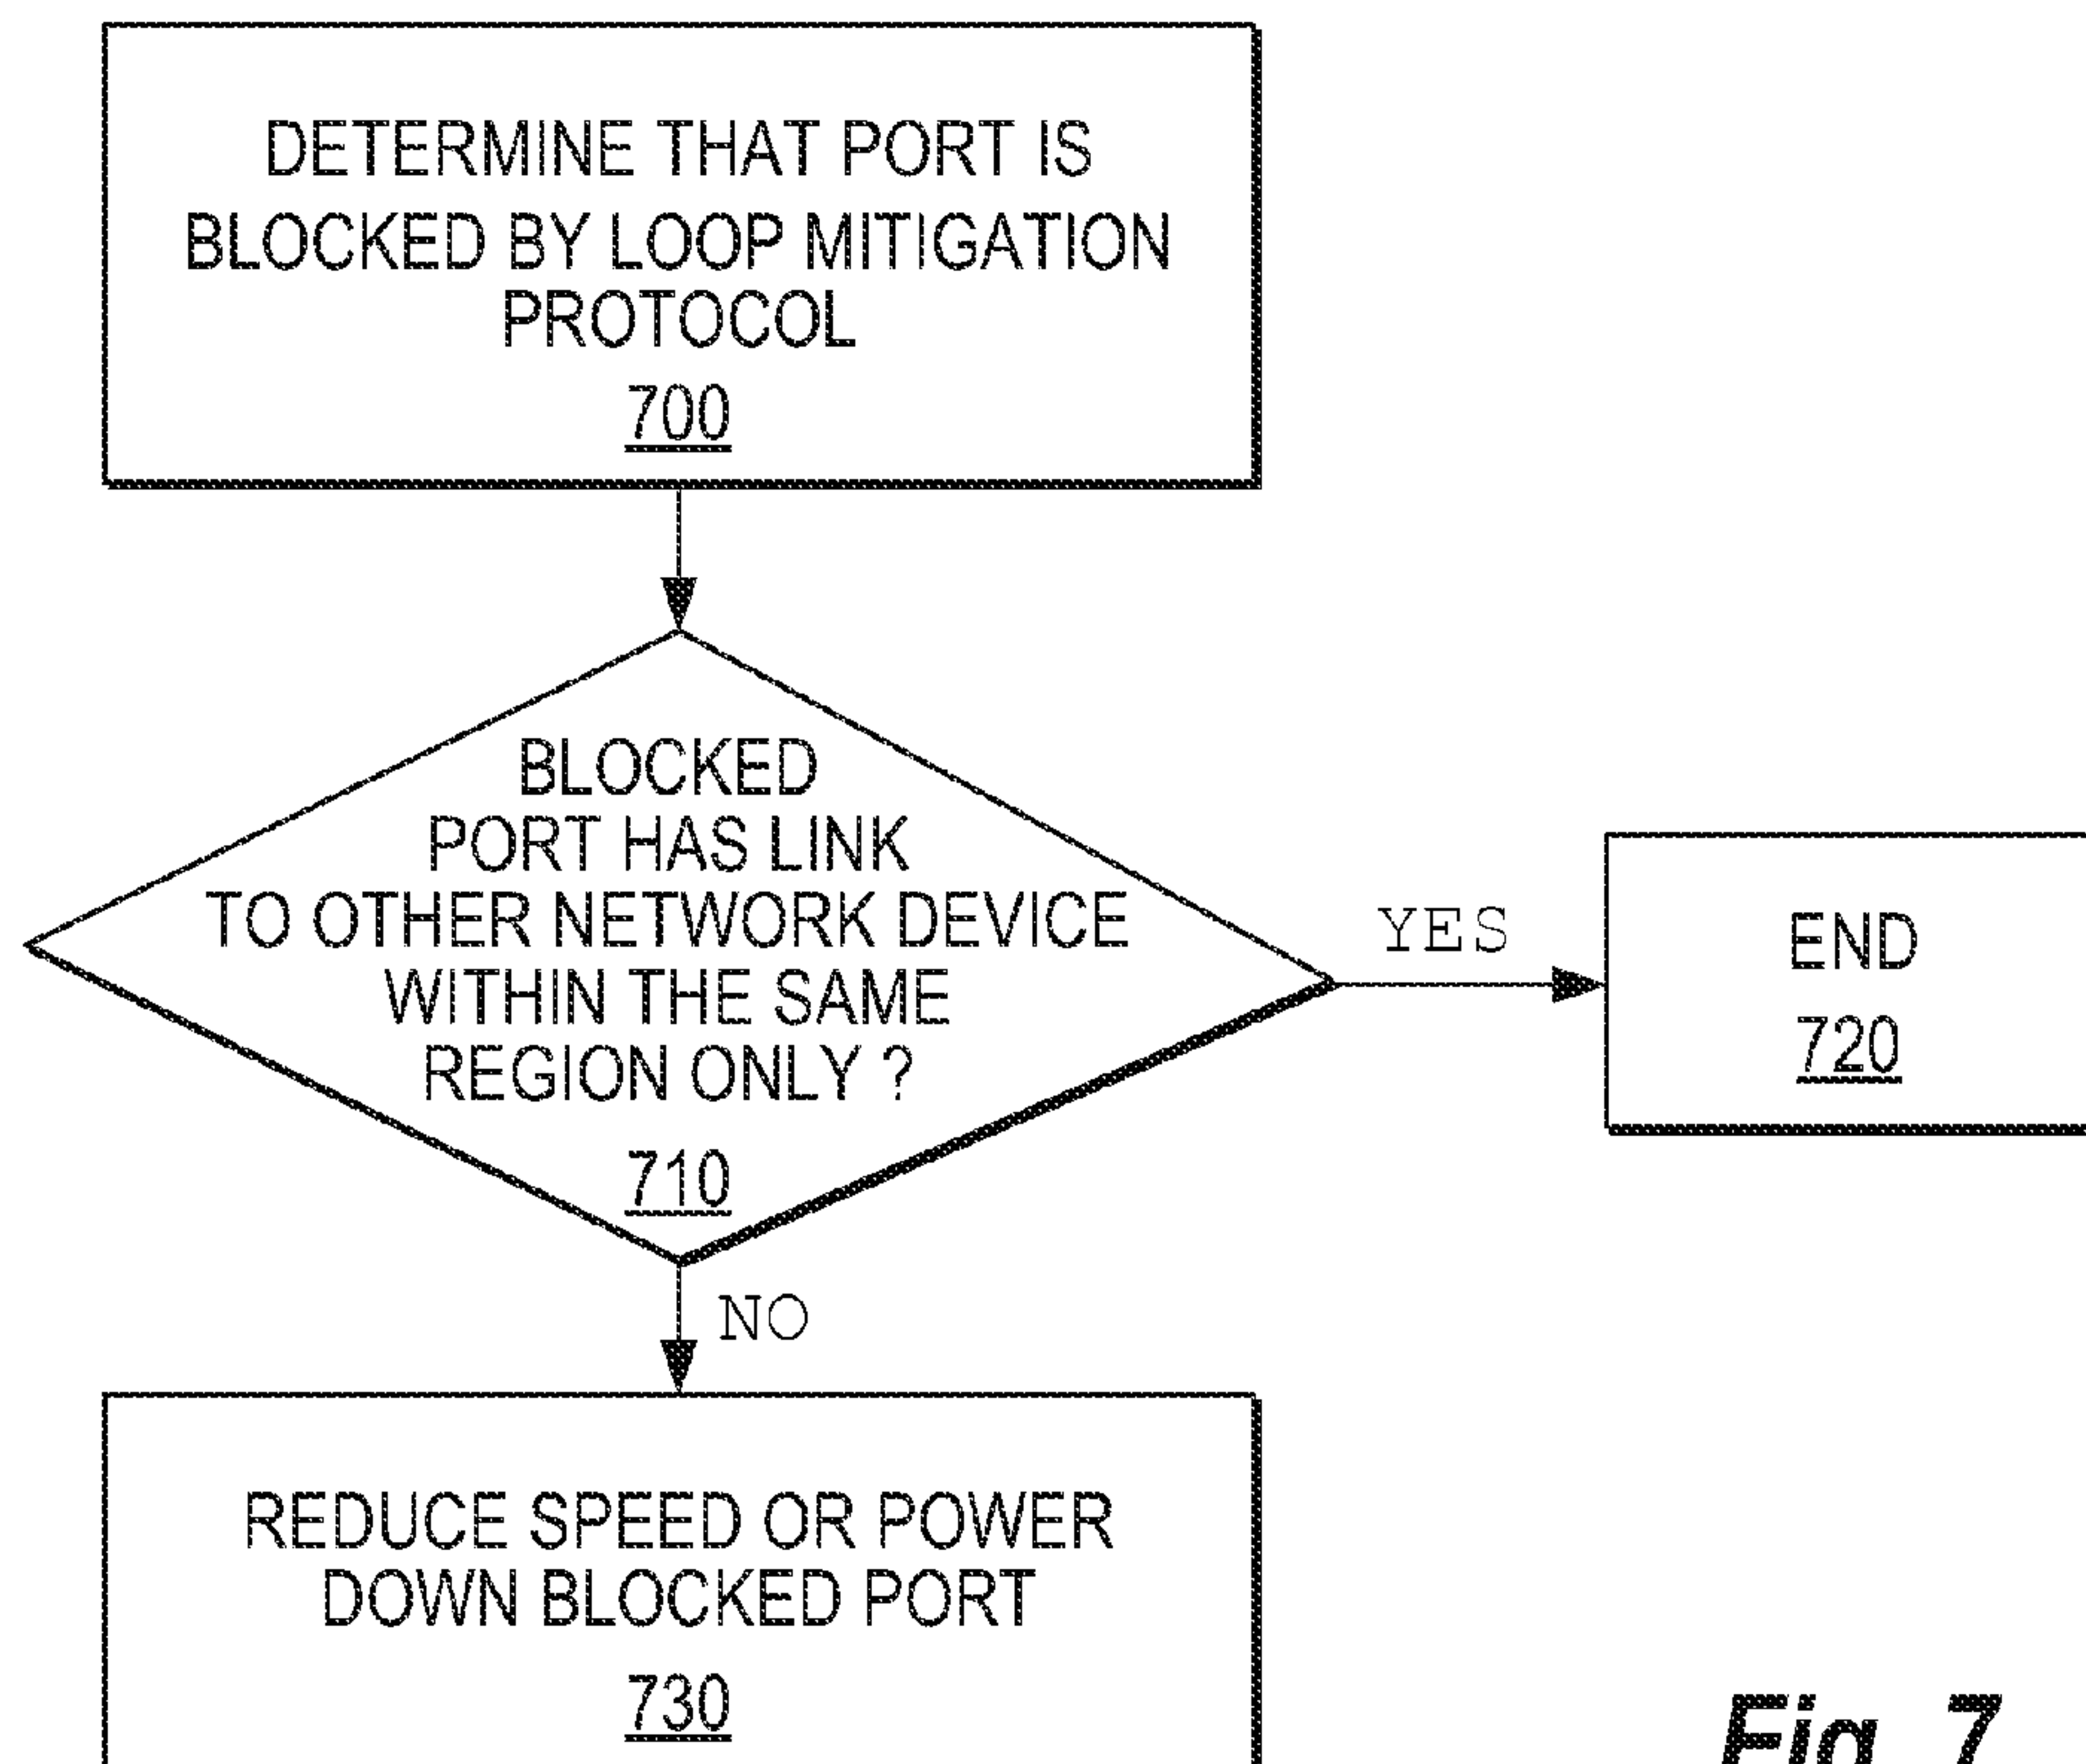 DETERMINE THAT PORT IS
BLOCKED BY LOOP MITIGATION
PROTOCOL
700
BLOCKED
PORT HAS LINK
TO OTHER NETWORK DEVICE
WITHIN THE SAME
REGION ONLY ?
710
YES
END
720
NO
REDUCE SPEED OR POWER
DOWN BLOCKED PORT
730
Fig. 7